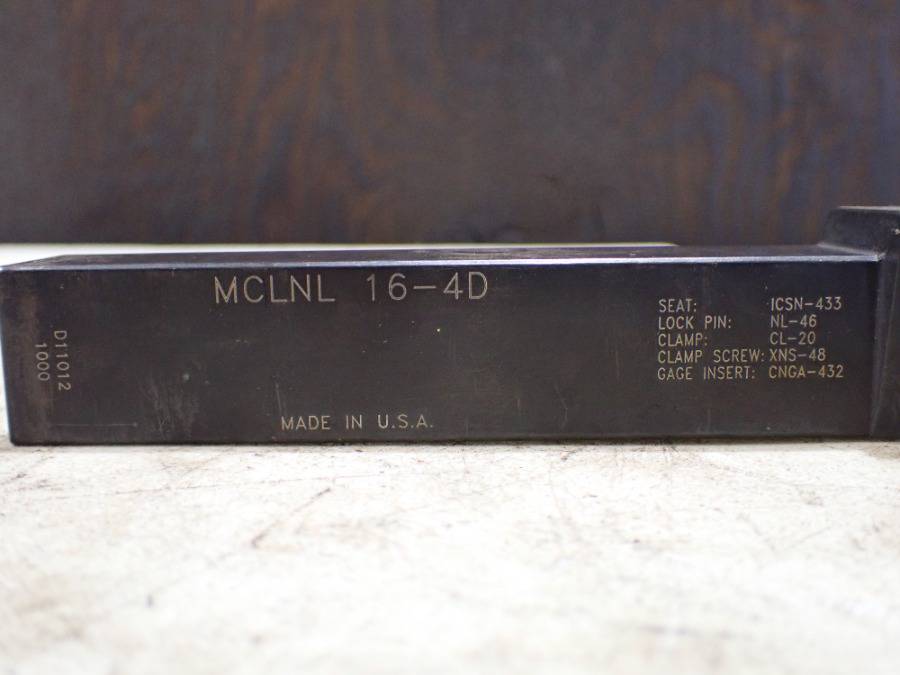 MCLNL 16-4D
SEAT: ICSN-433
LOCK PIN: NL-46
CLAMP: CL-20
CLAMP SCREW: XNS-48
GAGE INSERT: CNGA-432
D11012
1000
MADE IN U.S.A.